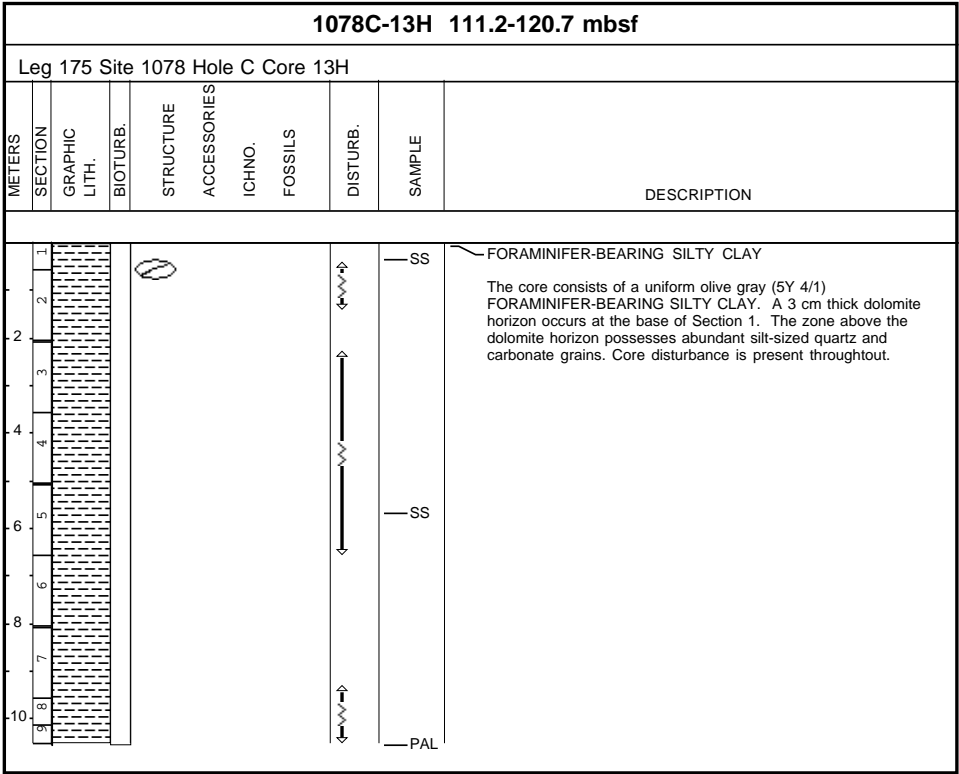 1078C-13H 111.2-120.7 mbsf
Leg 175 Site 1078 Hole C Core 13H
METERS
SECTION
GRAPHIC
LITH.
BIOTURB.
STRUCTURE
ACCESSORIES
ICHNO.
FOSSILS
DISTURB.
SAMPLE
DESCRIPTION
1
2
3
4
5
6
7
8
9
2
4
6
8
10
SS
SS
PAL
FORAMINIFER-BEARING SILTY CLAY
The core consists of a uniform olive gray (5Y 4/1)
FORAMINIFER-BEARING SILTY CLAY. A 3 cm thick dolomite
horizon occurs at the base of Section 1. The zone above the
dolomite horizon possesses abundant silt-sized quartz and
carbonate grains. Core disturbance is present throughtout.